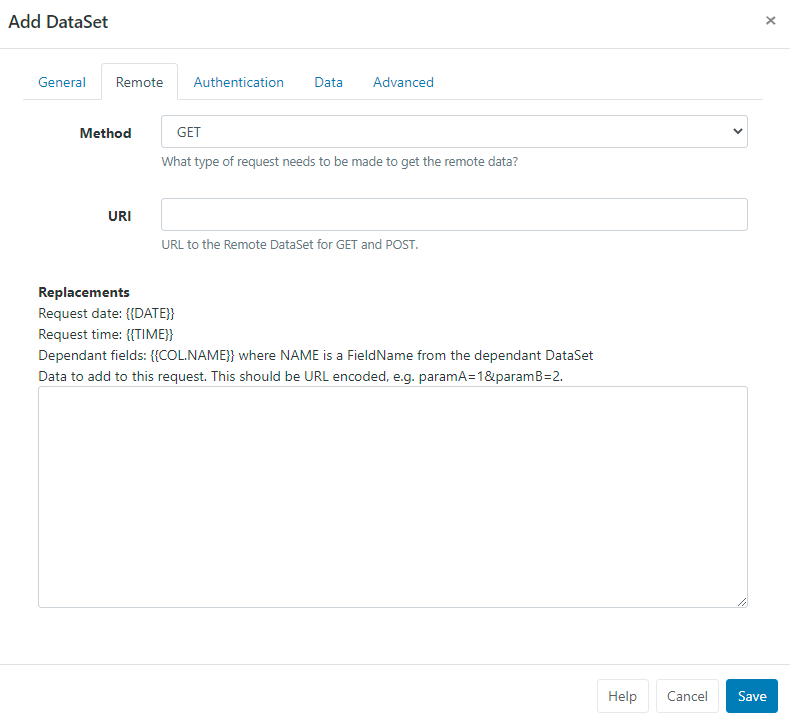 Add DataSet ×
General Remote Authentication Data Advanced
Method GET
What type of request needs to be made to get the remote data?
URI
URL to the Remote DataSet for GET and POST.
Replacements
Request date: {{DATE}}
Request time: {{TIME}}
Dependant fields: {{COL.NAME}} where NAME is a FieldName from the dependant DataSet
Data to add to this request. This should be URL encoded, e.g. paramA=1&paramB=2.
Help Cancel Save